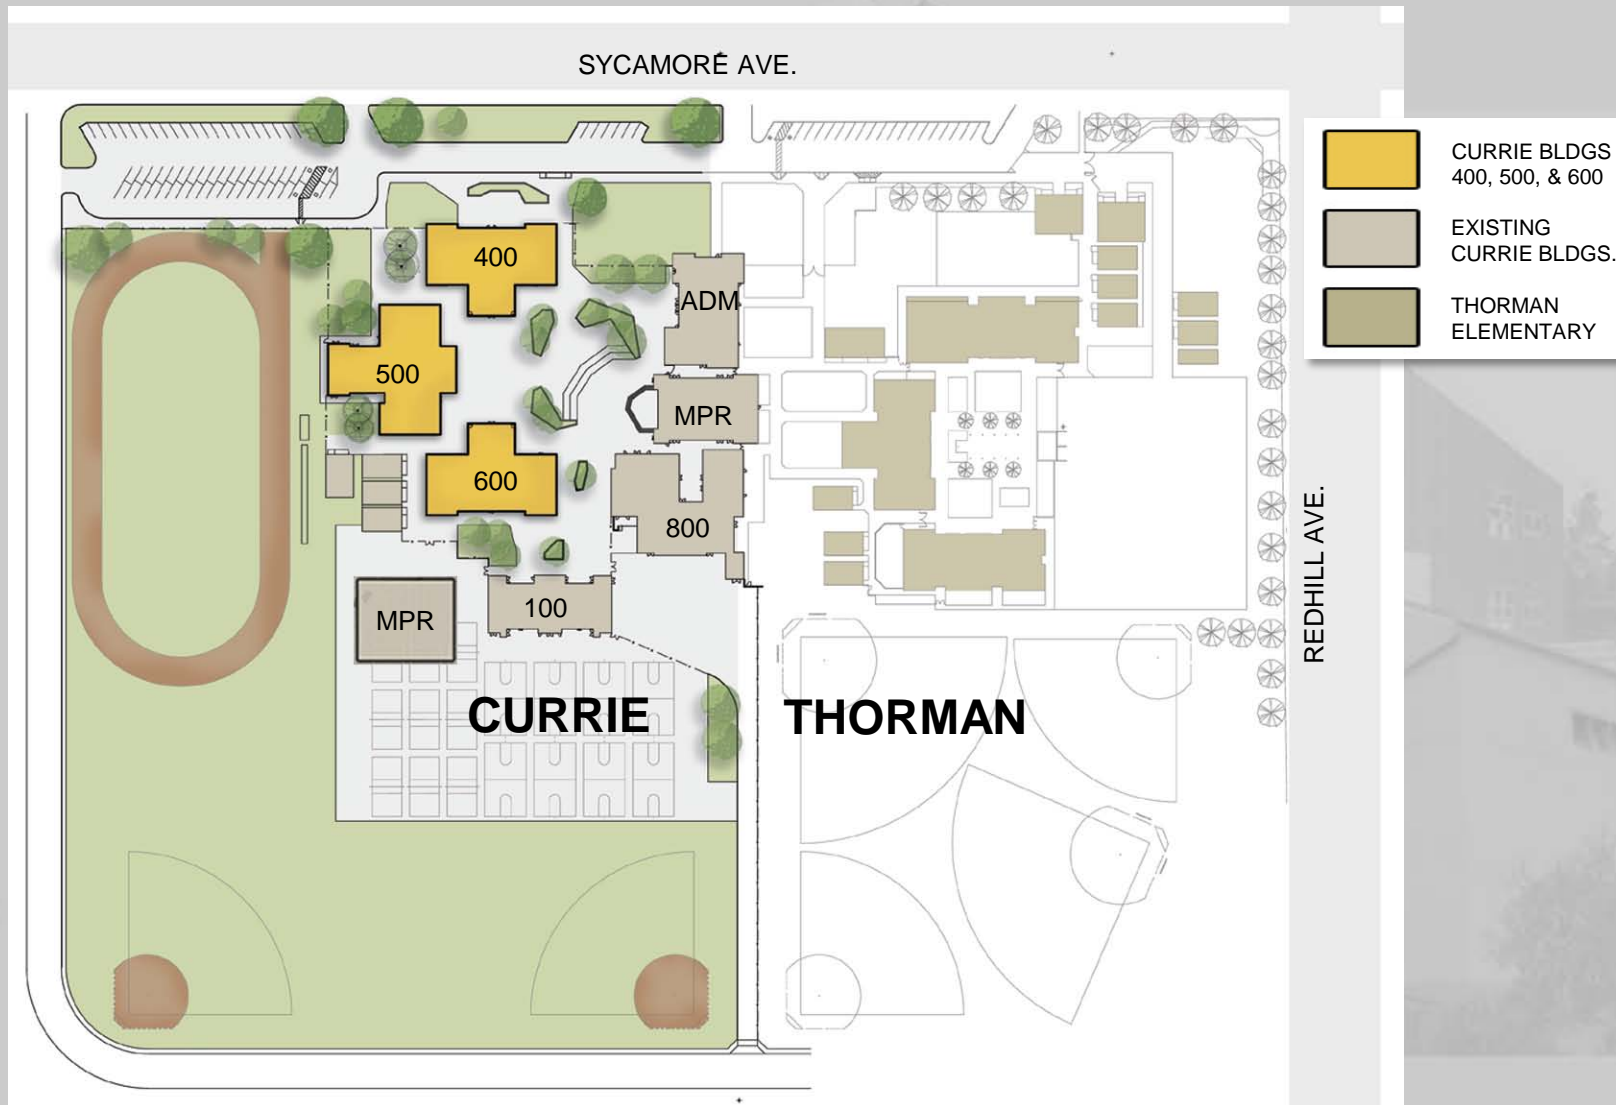 SYCAMORE AVE.
CURRIE BLDGS
400, 500, & 600
EXISTING
CURRIE BLDGS.
THORMAN
ELEMENTARY
400
ADM
500
MPR
600
800
100
MPR
CURRIE
THORMAN
REDHILL AVE.